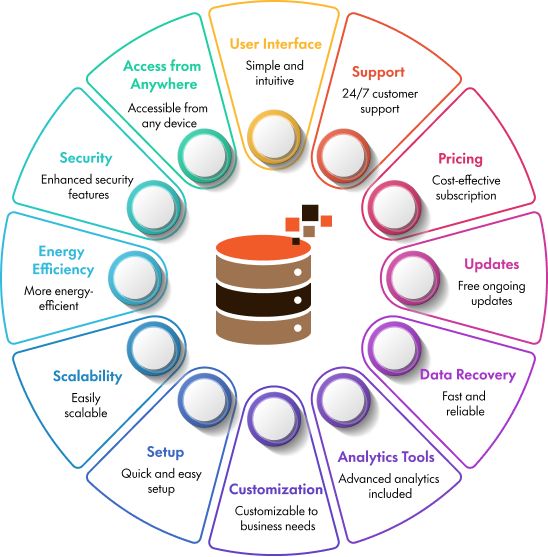 User Interface
Simple and
intuitive
Support
24/7 customer
support
Pricing
Cost-effective
subscription
Updates
Free ongoing
updates
Data Recovery
Fast and
reliable
Analytics Tools
Advanced analytics
included
Customization
Customizable to
business needs
Setup
Quick and easy
setup
Scalability
Easily
scalable
Energy
Efficiency
More energy-
efficient
Security
Enhanced security
features
Access from
Anywhere
Accessible from
any device